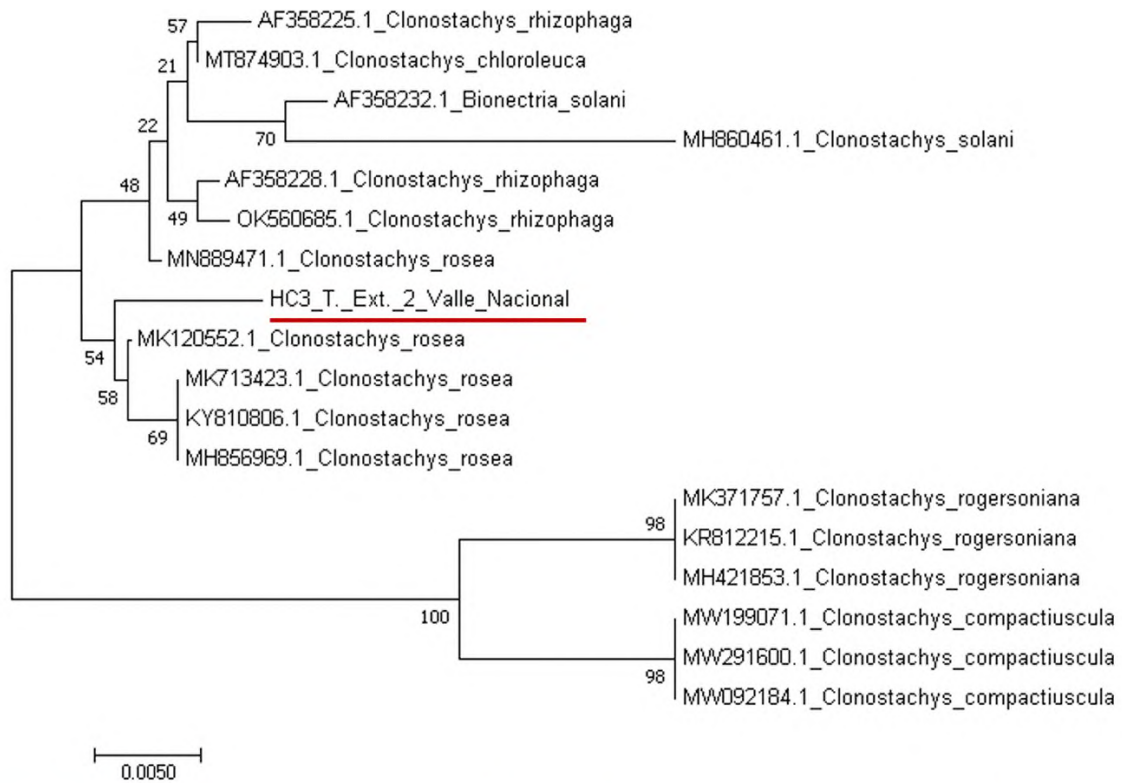 57
AF358225.1_Clonostachys_rhizophaga
MT874903.1_Clonostachys_chloroleuca
21
AF358232.1_Bionectria_solani
22
70
MH860461.1_Clonostachys_solani
48
AF358228.1_Clonostachys_rhizophaga
49
OK560685.1_Clonostachys_rhizophaga
MN889471.1_Clonostachys_rosea
HC3_T._Ext._2_Valle_Nacional
54
MK120552.1_Clonostachys_rosea
58
MK713423.1_Clonostachys_rosea
KY810806.1_Clonostachys_rosea
69
MH856969.1_Clonostachys_rosea
MK371757.1_Clonostachys_rogersoniana
98
KR812215.1_Clonostachys_rogersoniana
MH421853.1_Clonostachys_rogersoniana
100
MW199071.1_Clonostachys_compactiuscula
MW291600.1_Clonostachys_compactiuscula
98
MW092184.1_Clonostachys_compactiuscula
0.0050